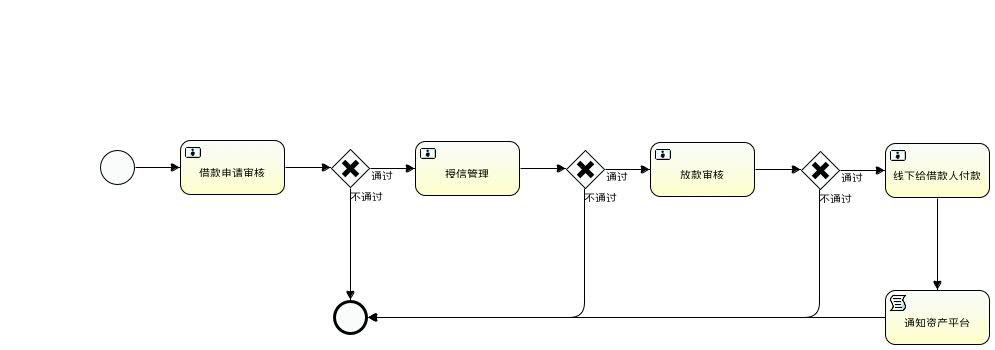 借款申请审核
通过
不通过
授信管理
通过
不通过
放款审核
通过
不通过
线下给借款人付款
通知资产平台